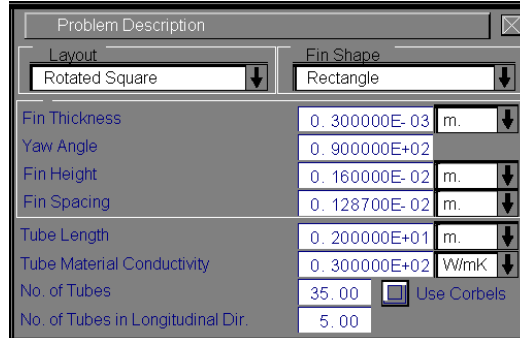 Problem Description
Layout
Fin Shape
Rotated Square
Rectangle
Fin Thickness 0. 300000E- 03 m.
Yaw Angle 0. 900000E+02
Fin Height 0. 160000E- 02 m.
Fin Spacing 0. 128700E- 02 m.
Tube Length 0. 200000E+01 m.
Tube Material Conductivity 0. 300000E+02 W/mK
No. of Tubes 35. 00 Use Corbels
No. of Tubes in Longitudinal Dir. 5. 00